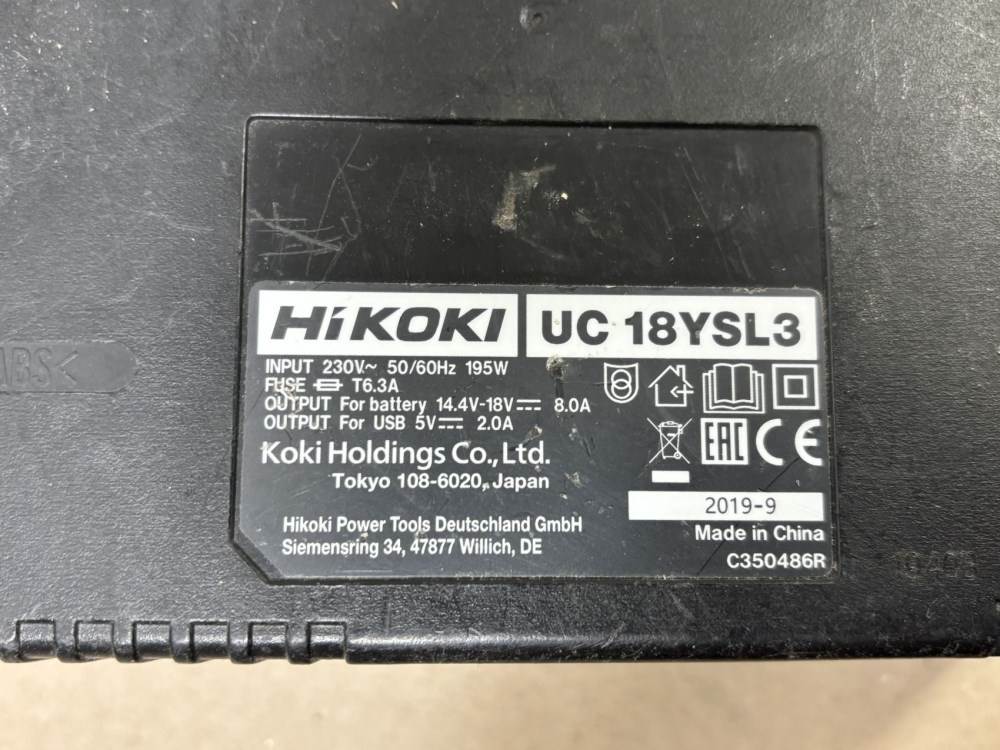 HiKOKI UC 18YSL3
INPUT 230V~ 50/60Hz 195W
FUSE T6.3A
OUTPUT For battery 14.4V-18V⎓ 8.0A
OUTPUT For USB 5V⎓ 2.0A
Koki Holdings Co., Ltd.
Tokyo 108-6020, Japan
EAC CE
2019-9
Hikoki Power Tools Deutschland GmbH
Siemensring 34, 47877 Willich, DE
Made in China
C350486R
ABS<